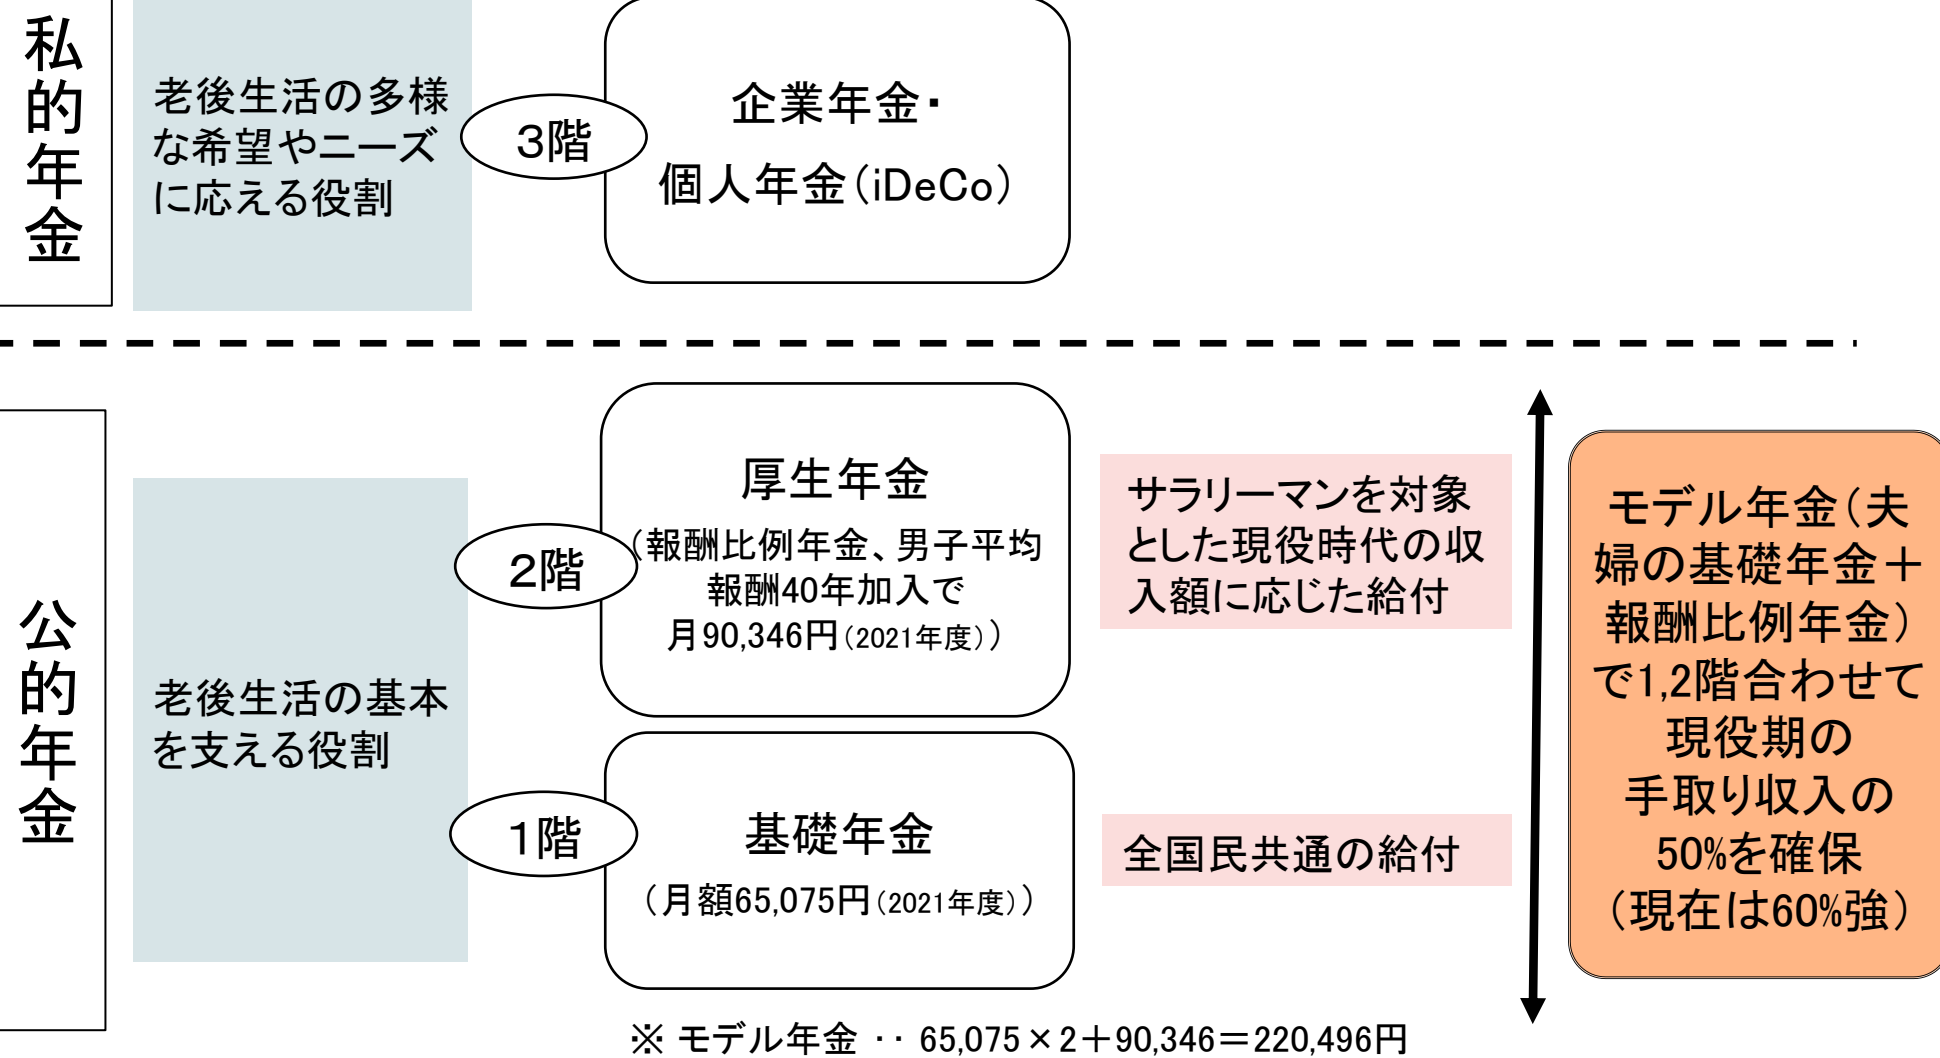 私的年金
老後生活の多様
な希望やニーズ
に応える役割
3階
企業年金・
個人年金(iDeCo)
公的年金
老後生活の基本
を支える役割
2階
厚生年金
(報酬比例年金、男子平均
報酬40年加入で
月90,346円(2021年度))
サラリーマンを対象
とした現役時代の収
入額に応じた給付
1階
基礎年金
(月額65,075円(2021年度))
全国民共通の給付
モデル年金(夫
婦の基礎年金+
報酬比例年金)
で1,2階合わせて
現役期の
手取り収入の
50%を確保
(現在は60%強)
※ モデル年金 ‥ 65,075×2+90,346=220,496円